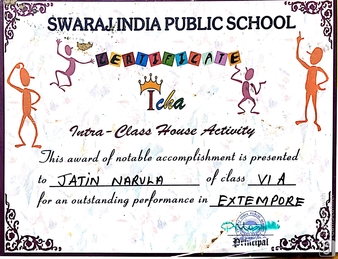 SWARAJ INDIA PUBLIC SCHOOL
CERTIFICATE
Icka
Intra-Class House Activity
This award of notable accomplishment is presented
to JATIN NARULA of class VI A
for an outstanding performance in EXTEMPORE
Principal